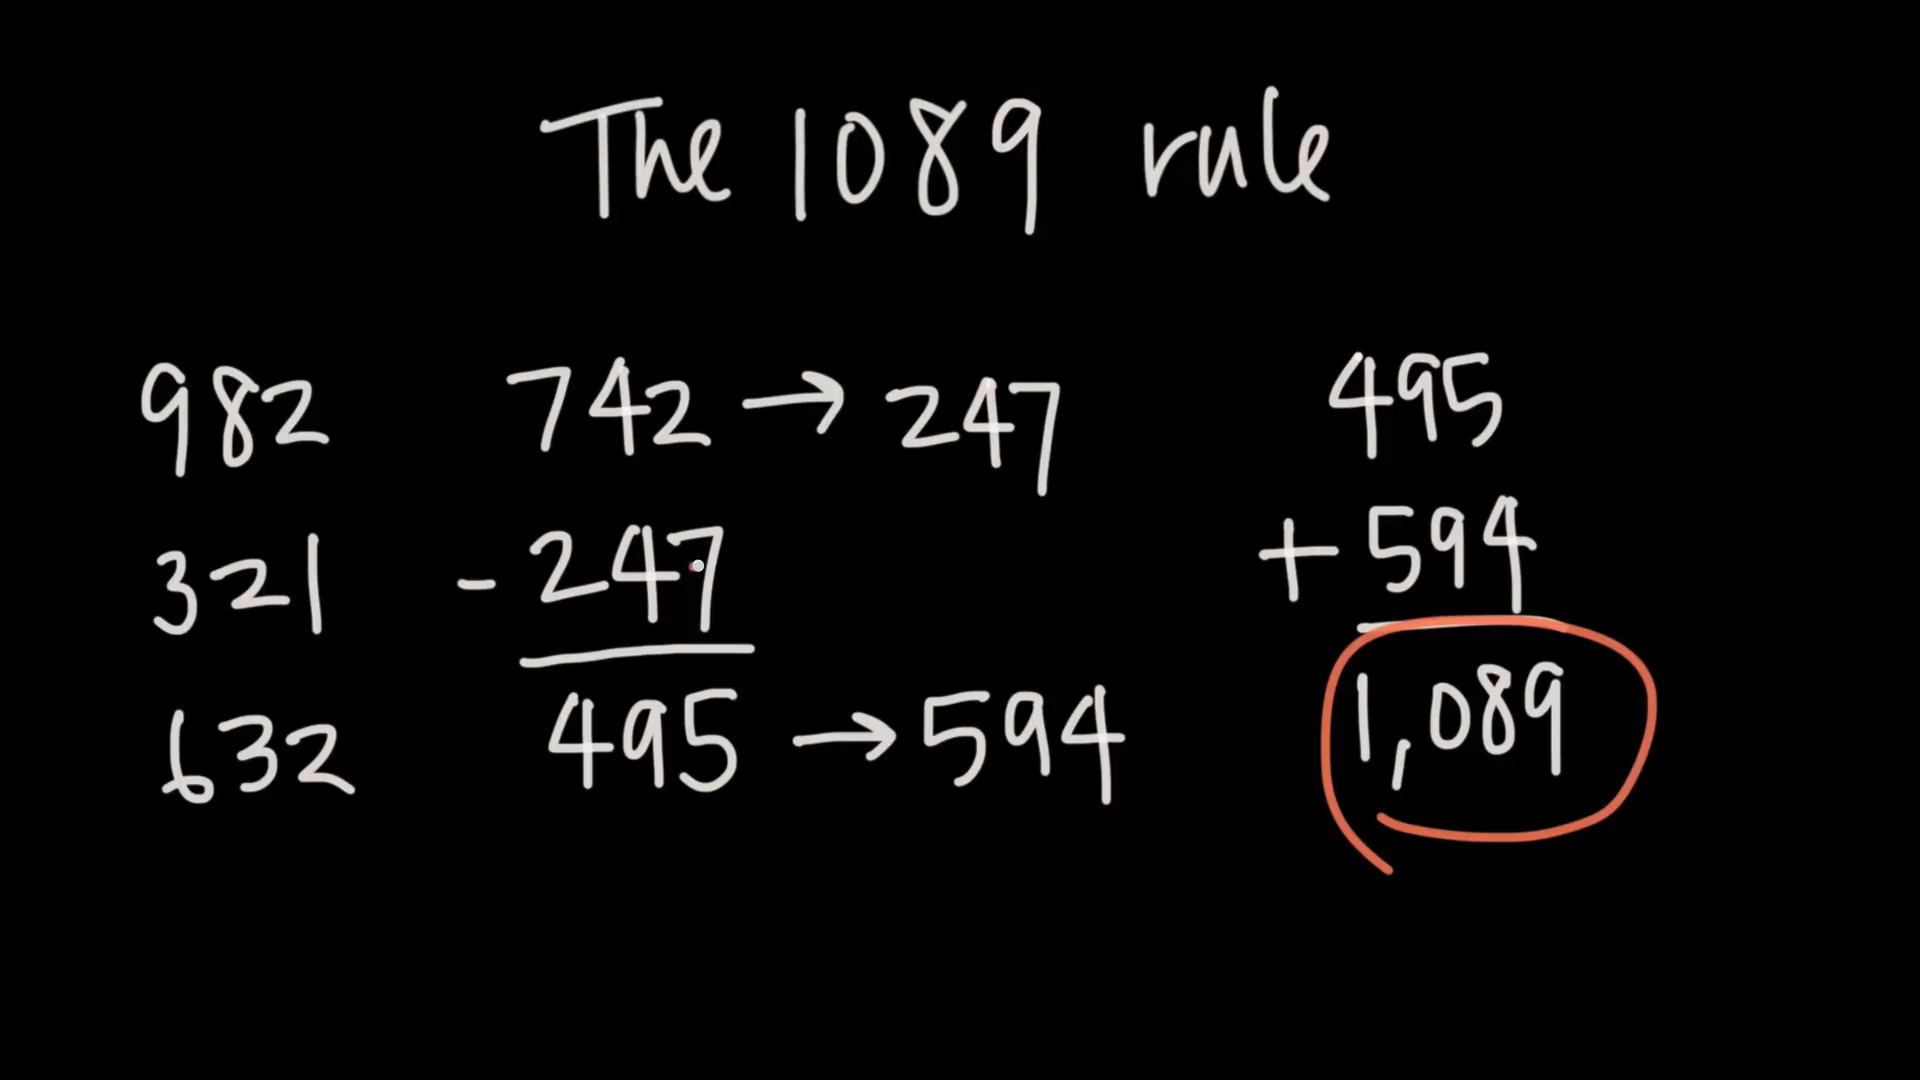 The 1089 rule
982 742 → 247 495
321 - 247 + 594
632 495 → 594 1,089